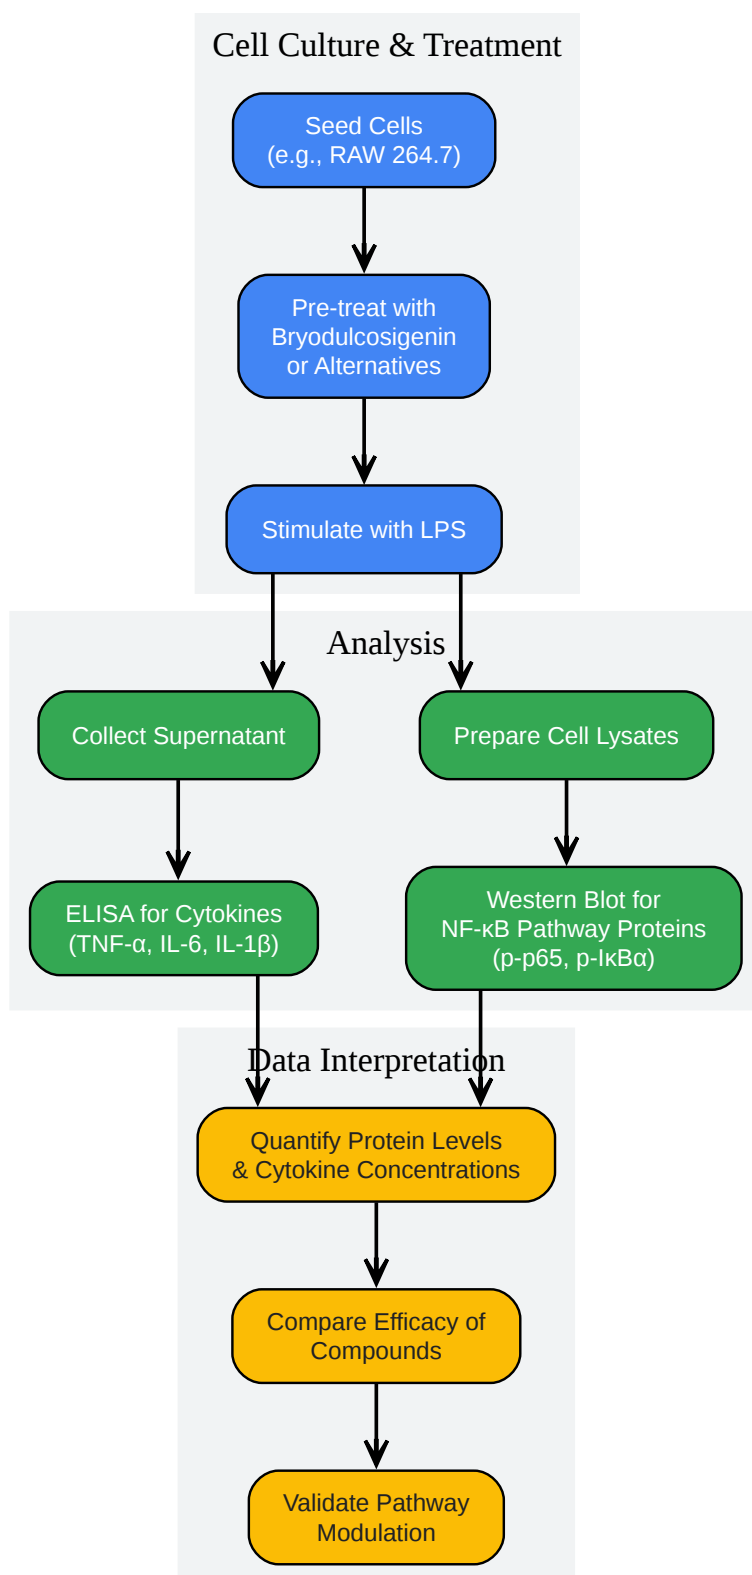 Cell Culture & Treatment
Seed Cells
(e.g., RAW 264.7)
Pre-treat with
Bryodulcosigenin
or Alternatives
Stimulate with LPS
Analysis
Collect Supernatant
Prepare Cell Lysates
ELISA for Cytokines
(TNF-α, IL-6, IL-1β)
Western Blot for
NF-κB Pathway Proteins
(p-p65, p-IκBα)
Data Interpretation
Quantify Protein Levels
& Cytokine Concentrations
Compare Efficacy of
Compounds
Validate Pathway
Modulation